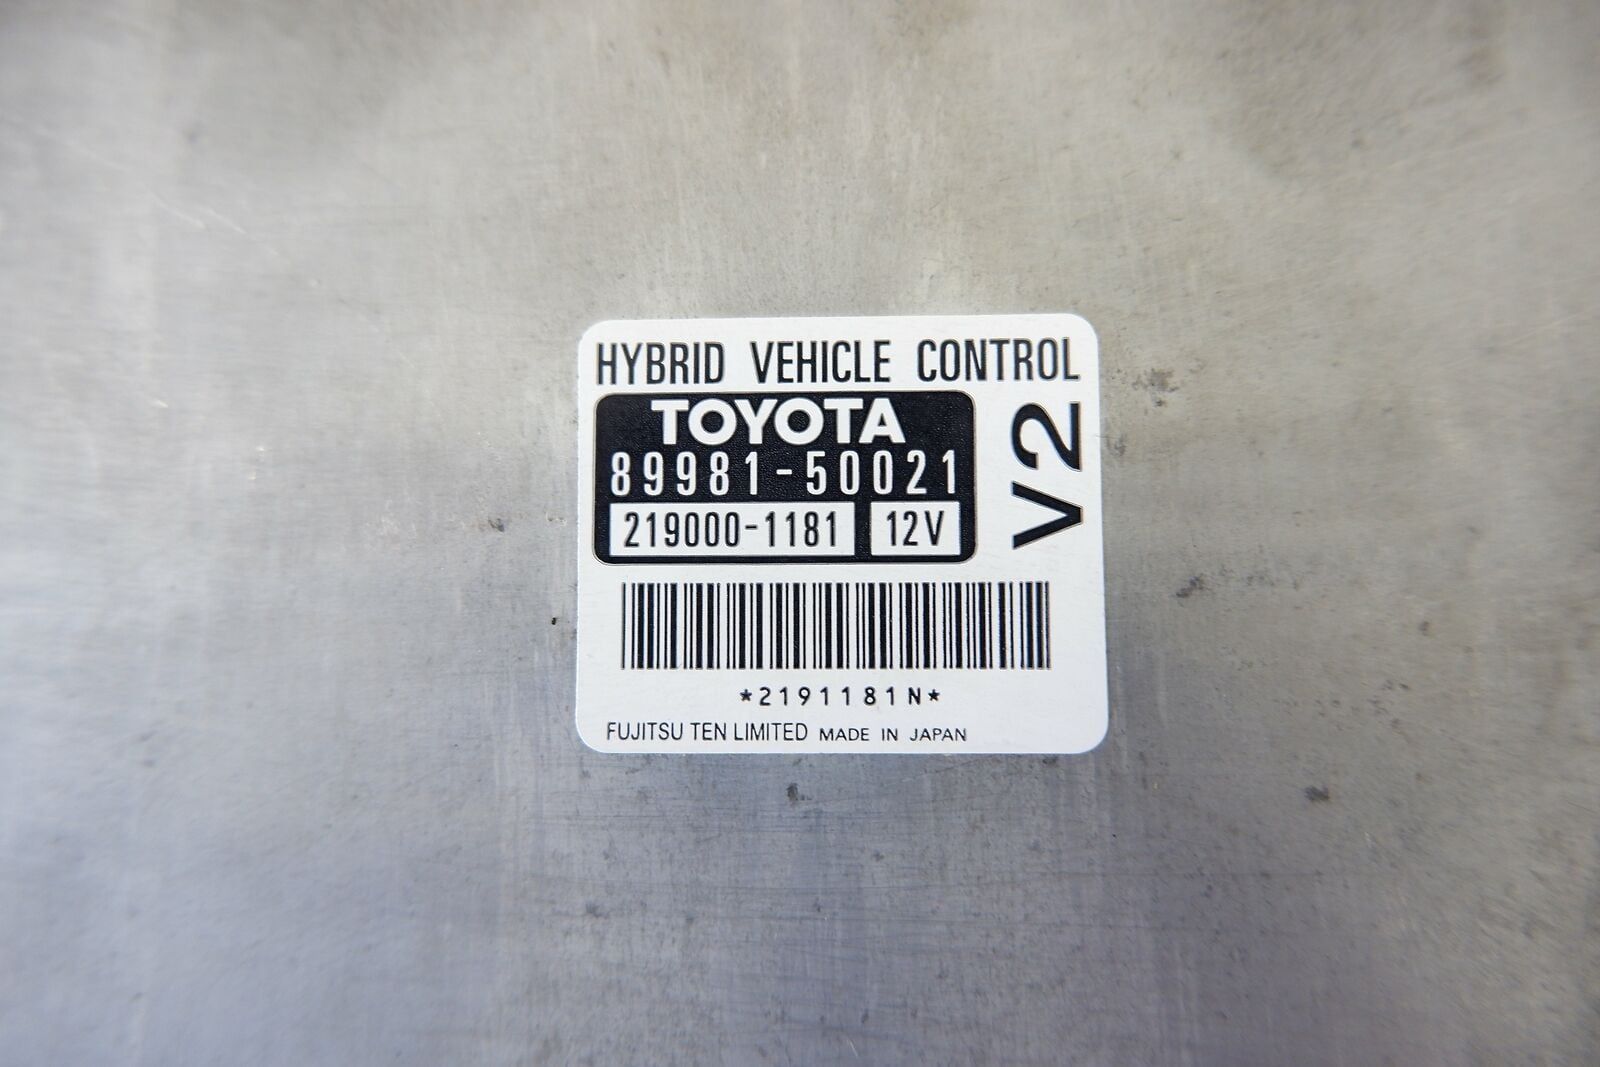 HYBRID VEHICLE CONTROL
TOYOTA
89981-50021
219000-1181 12V
V2
*2191181N*
FUJITSU TEN LIMITED MADE IN JAPAN